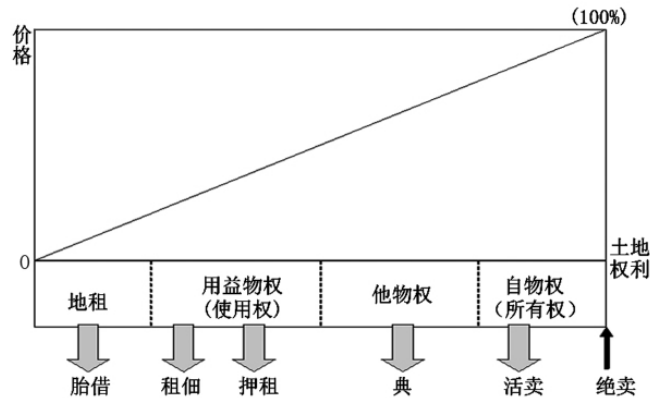 (100%)
价格
0
土地权利
地租
用益物权
(使用权)
他物权
自物权
(所有权)
胎借
租佃
押租
典
活卖
绝卖